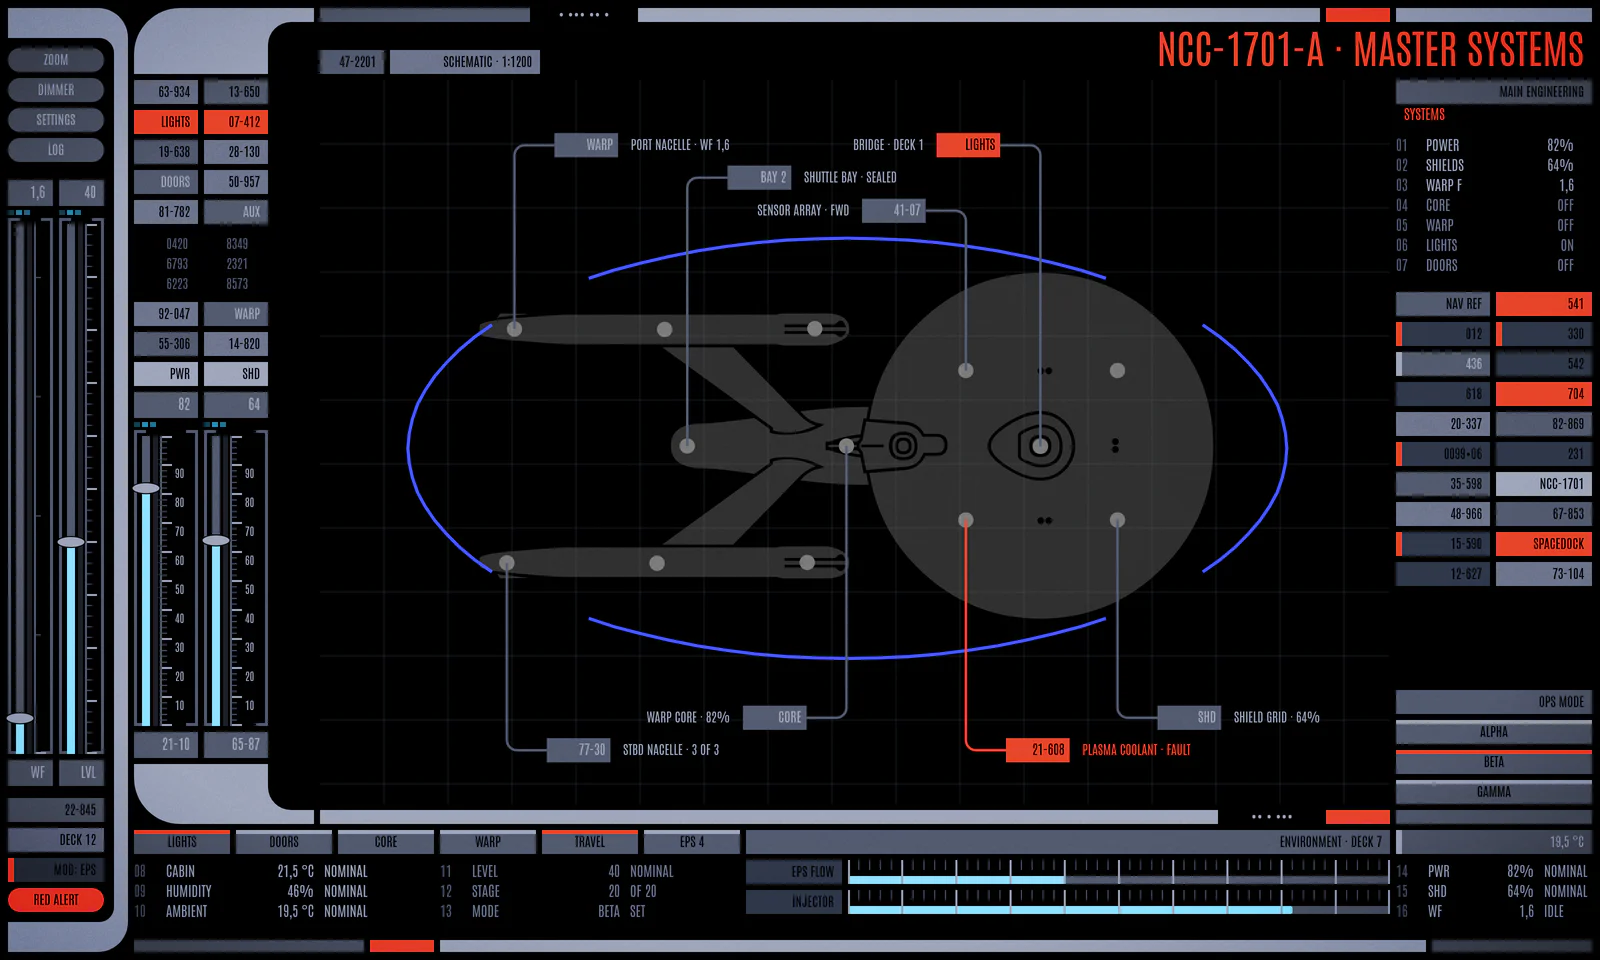 NCC-1701-A · MASTER SYSTEMS
47-2201
SCHEMATIC · 1:1200
ZOOM
DIMMER
SETTINGS
LOG
1,6
40
WF
LVL
22-845
DECK 12
MOD: EPS
RED ALERT
63-934
13-650
LIGHTS
07-412
19-638
28-130
DOORS
50-957
81-782
AUX
0420 8349
6793 2321
6223 8573
92-047
WARP
55-306
14-820
PWR
SHD
82
64
90 90
80 80
70 70
60 60
50 50
40 40
30 30
20 20
10 10
21-10
65-87
WARP
PORT NACELLE · WF 1,6
BRIDGE · DECK 1
LIGHTS
BAY 2
SHUTTLE BAY · SEALED
SENSOR ARRAY · FWD
41-07
WARP CORE · 82%
CORE
SHD
SHIELD GRID · 64%
77-30
STBD NACELLE · 3 OF 3
21-608
PLASMA COOLANT · FAULT
MAIN ENGINEERING
SYSTEMS
01 POWER 82%
02 SHIELDS 64%
03 WARP F 1,6
04 CORE OFF
05 WARP OFF
06 LIGHTS ON
07 DOORS OFF
NAV REF
541
012
330
436
542
618
704
20-337
82-869
0099+06
231
35-598
NCC-1701
48-966
67-853
15-590
SPACEDOCK
12-627
73-104
OPS MODE
ALPHA
BETA
GAMMA
LIGHTS
DOORS
CORE
WARP
TRAVEL
EPS 4
ENVIRONMENT · DECK 7
19,5 °C
08 CABIN 21,5 °C NOMINAL
09 HUMIDITY 46% NOMINAL
10 AMBIENT 19,5 °C NOMINAL
11 LEVEL 40 NOMINAL
12 STAGE 20 OF 20
13 MODE BETA SET
EPS FLOW
INJECTOR
14 PWR 82% NOMINAL
15 SHD 64% NOMINAL
16 WF 1,6 IDLE